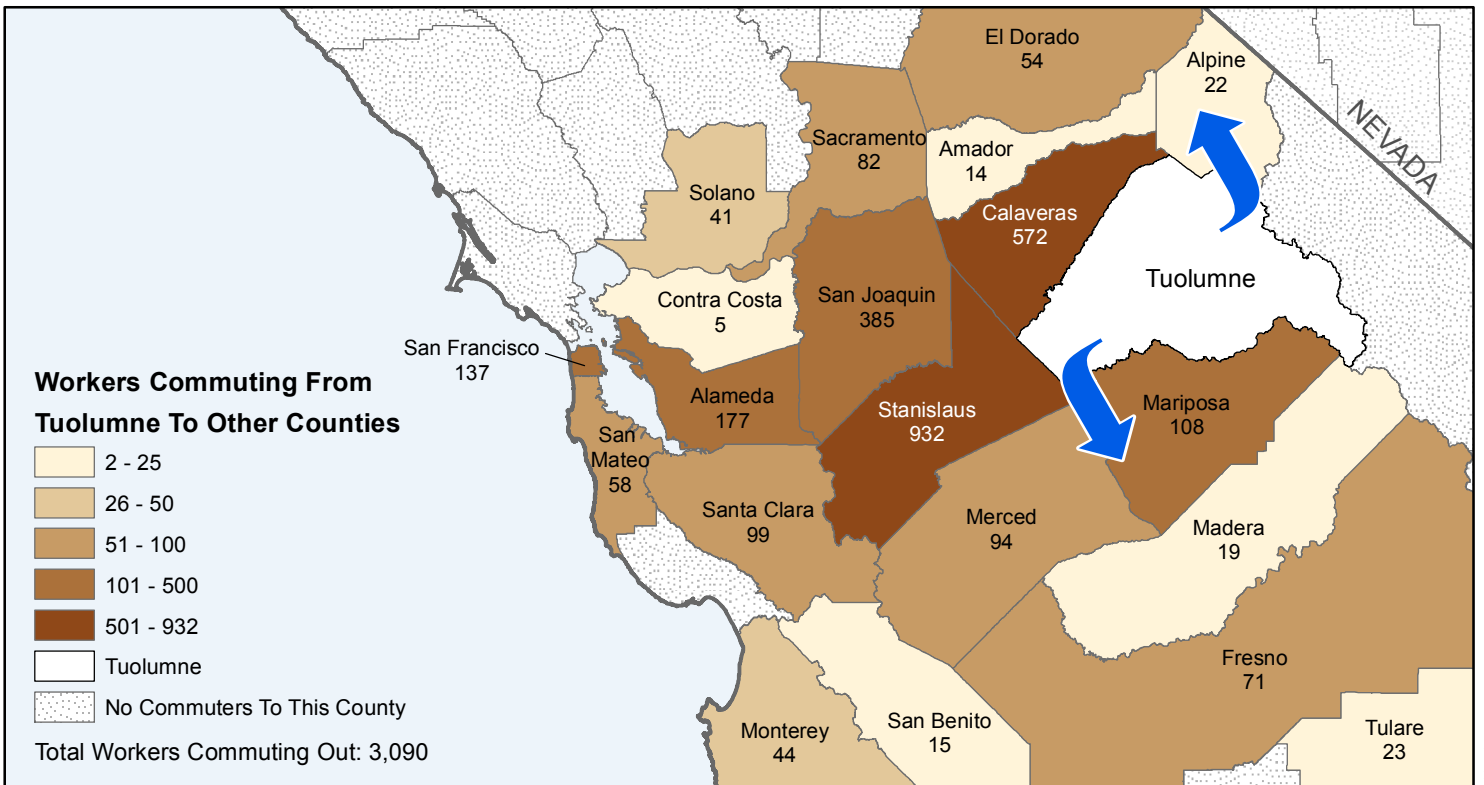 El Dorado
54
Alpine
22
NEVADA
Sacramento
82
Amador
14
Solano
41
Calaveras
572
Tuolumne
Contra Costa
5
San Joaquin
385
San Francisco
137
Alameda
177
Stanislaus
932
Mariposa
108
San
Mateo
58
Santa Clara
99
Merced
94
Madera
19
Fresno
71
Monterey
44
San Benito
15
Tulare
23
Workers Commuting From
Tuolumne To Other Counties
2 - 25
26 - 50
51 - 100
101 - 500
501 - 932
Tuolumne
No Commuters To This County
Total Workers Commuting Out: 3,090